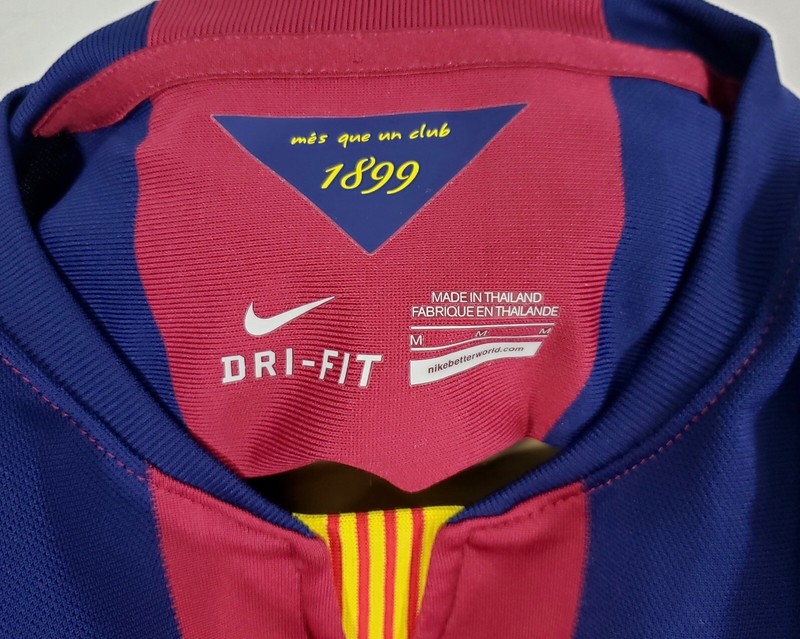 més que un club
1899
DRI-FIT
MADE IN THAILAND
FABRIQUE EN THAILANDE
M M M
nikebetterworld.com